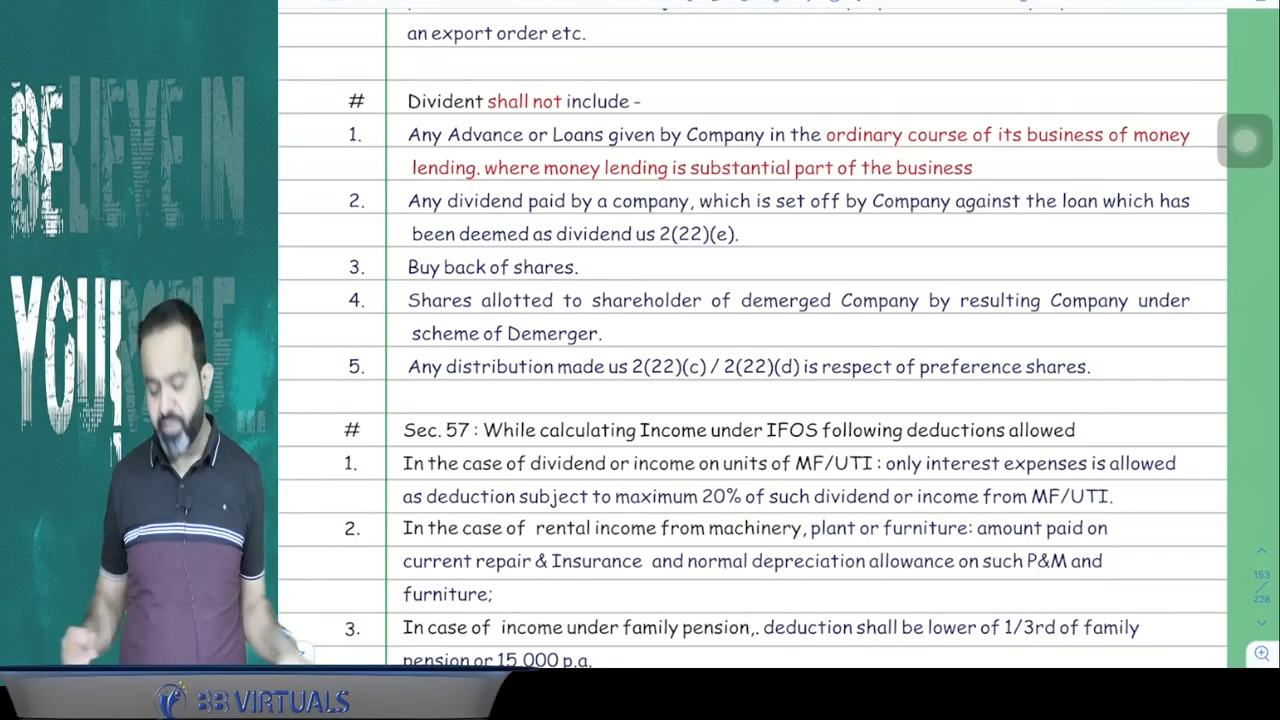 BELIEVE IN
YOURSELF...
an export order etc.
# Divident shall not include -
1. Any Advance or Loans given by Company in the ordinary course of its business of money
lending. where money lending is substantial part of the business
2. Any dividend paid by a company, which is set off by Company against the loan which has
been deemed as dividend us 2(22)(e).
3. Buy back of shares.
4. Shares allotted to shareholder of demerged Company by resulting Company under
scheme of Demerger.
5. Any distribution made us 2(22)(c) / 2(22)(d) is respect of preference shares.
# Sec. 57 : While calculating Income under IFOS following deductions allowed
1. In the case of dividend or income on units of MF/UTI : only interest expenses is allowed
as deduction subject to maximum 20% of such dividend or income from MF/UTI.
2. In the case of rental income from machinery, plant or furniture: amount paid on
current repair & Insurance and normal depreciation allowance on such P&M and
furniture;
3. In case of income under family pension,. deduction shall be lower of 1/3rd of family
pension or 15,000 p.a.
153
228
BB VIRTUALS